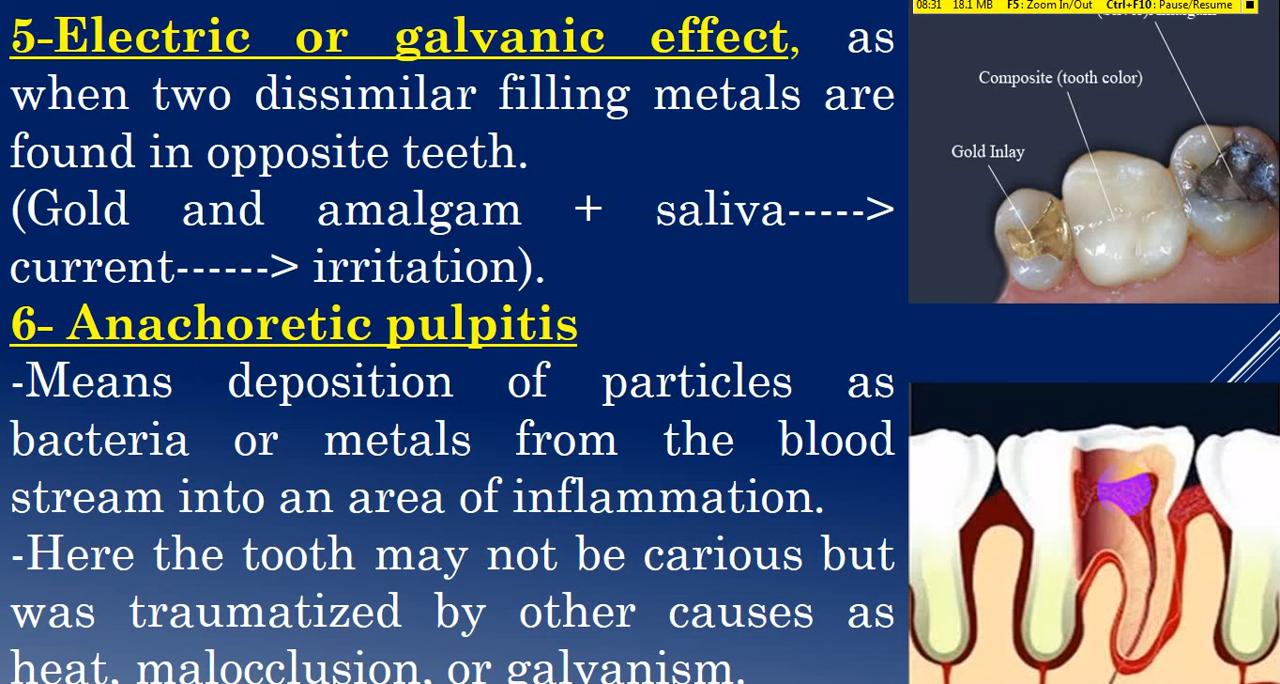 08:31 18.1 MB F5: Zoom In/Out Ctrl+F10: Pause/Resume
5-Electric or galvanic effect, as
when two dissimilar filling metals are
found in opposite teeth.
(Gold and amalgam + saliva----->
current------> irritation).
6- Anachoretic pulpitis
-Means deposition of particles as
bacteria or metals from the blood
stream into an area of inflammation.
-Here the tooth may not be carious but
was traumatized by other causes as
heat, malocclusion, or galvanism.
Composite (tooth color)
Gold Inlay